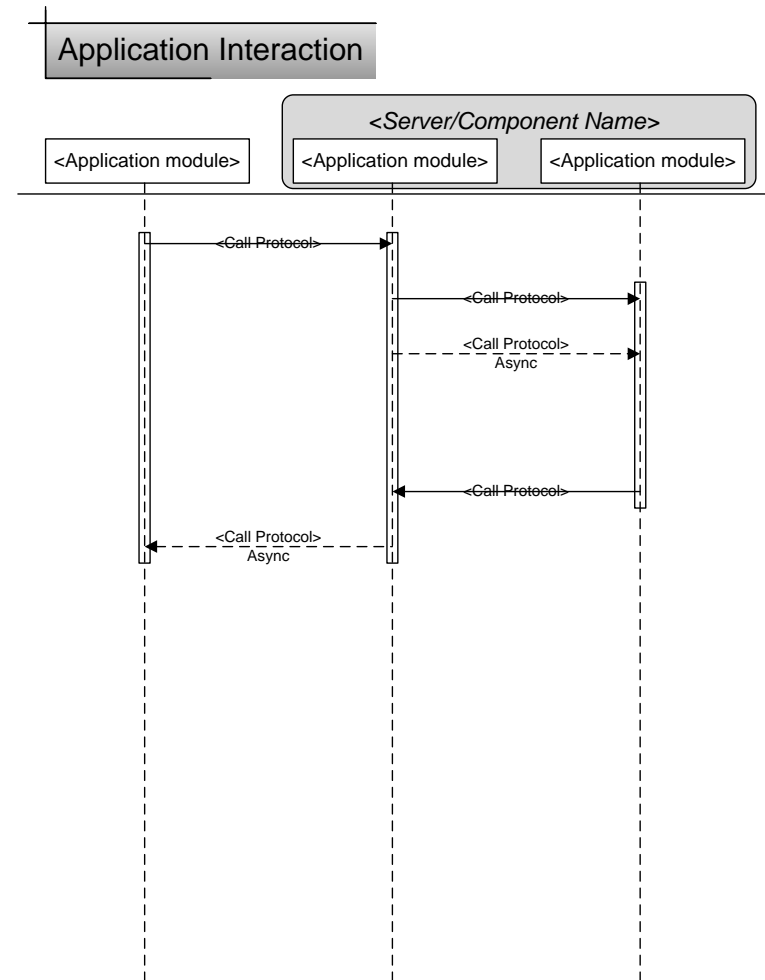 Application Interaction
<Server/Component Name>
<Application module>
<Application module>
<Application module>
<Call Protocol>
<Call Protocol>
<Call Protocol>
Async
<Call Protocol>
<Call Protocol>
Async